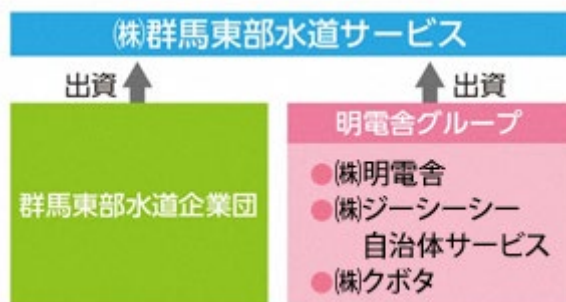 ㈱群馬東部水道サービス
出資
出資
群馬東部水道企業団
明電舎グループ
●㈱明電舎
●㈱ジーシーシー
自治体サービス
●㈱クボタ